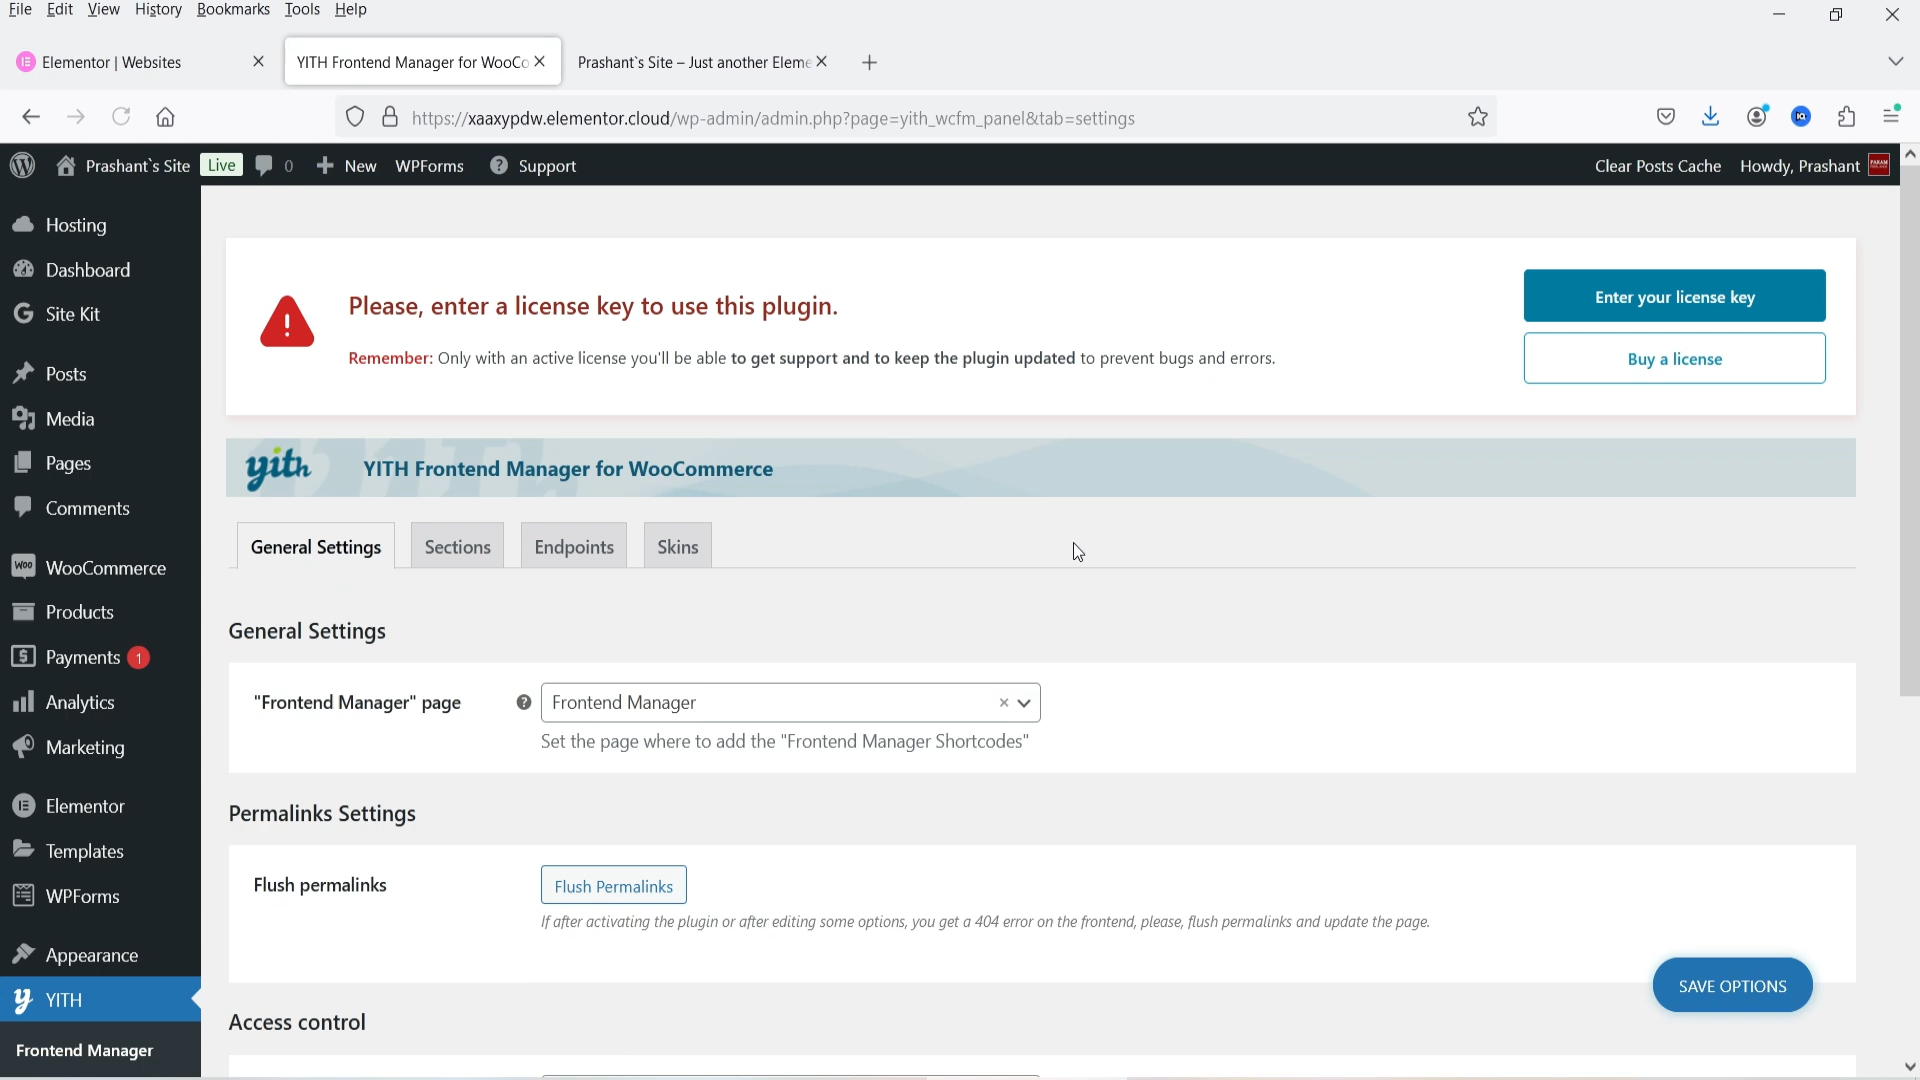 File Edit View History Bookmarks Tools Help
Elementor | Websites
YITH Frontend Manager for WooCo
Prashant`s Site – Just another Eleme
https://xaaxypdw.elementor.cloud/wp-admin/admin.php?page=yith_wcfm_panel&tab=settings
Prashant`s Site Live 0 New WPForms Support Clear Posts Cache Howdy, Prashant
Hosting
Dashboard
Site Kit
Posts
Media
Pages
Comments
WooCommerce
Products
Payments 1
Analytics
Marketing
Elementor
Templates
WPForms
Appearance
YITH
Frontend Manager
Please, enter a license key to use this plugin.
Remember: Only with an active license you'll be able to get support and to keep the plugin updated to prevent bugs and errors.
Enter your license key
Buy a license
yith YITH Frontend Manager for WooCommerce
General Settings Sections Endpoints Skins
General Settings
"Frontend Manager" page Frontend Manager
Set the page where to add the "Frontend Manager Shortcodes"
Permalinks Settings
Flush permalinks Flush Permalinks
If after activating the plugin or after editing some options, you get a 404 error on the frontend, please, flush permalinks and update the page.
SAVE OPTIONS
Access control